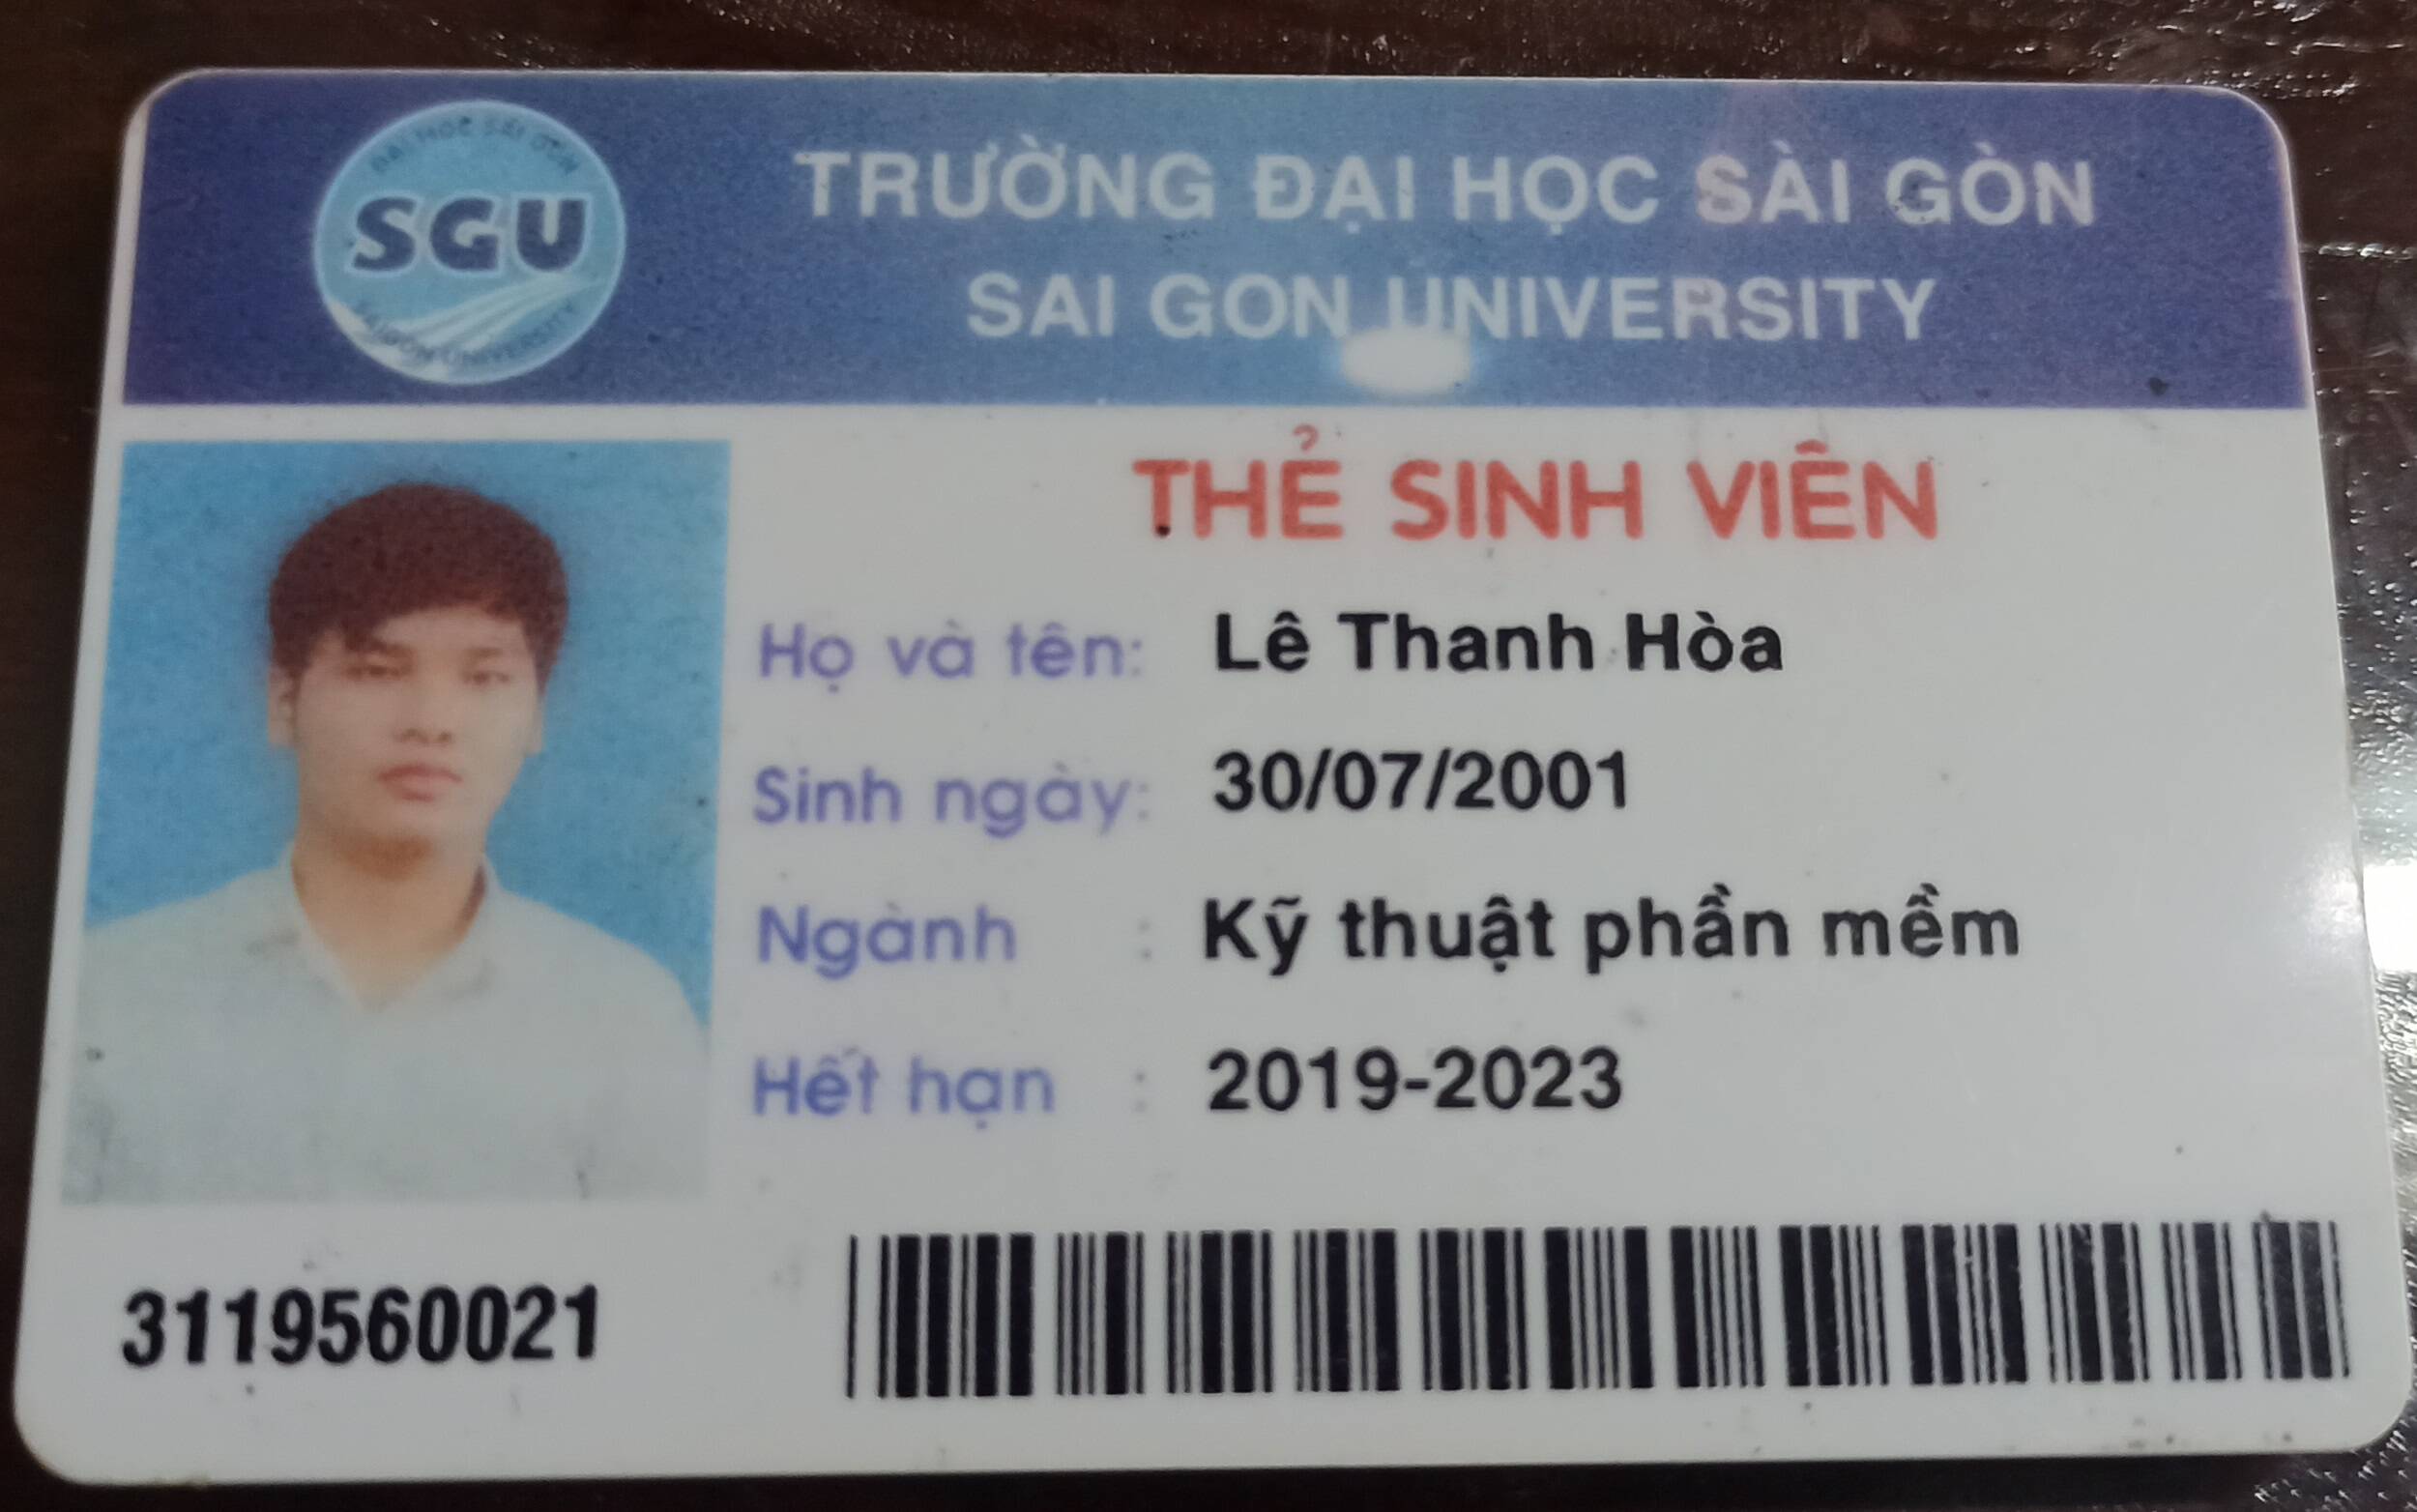 ĐẠI HỌC SÀI GÒN
SGU
SAIGON UNIVERSITY
TRƯỜNG ĐẠI HỌC SÀI GÒN
SAI GON UNIVERSITY
THẺ SINH VIÊN
Họ và tên: Lê Thanh Hòa
Sinh ngày: 30/07/2001
Ngành : Kỹ thuật phần mềm
Hết hạn : 2019-2023
3119560021